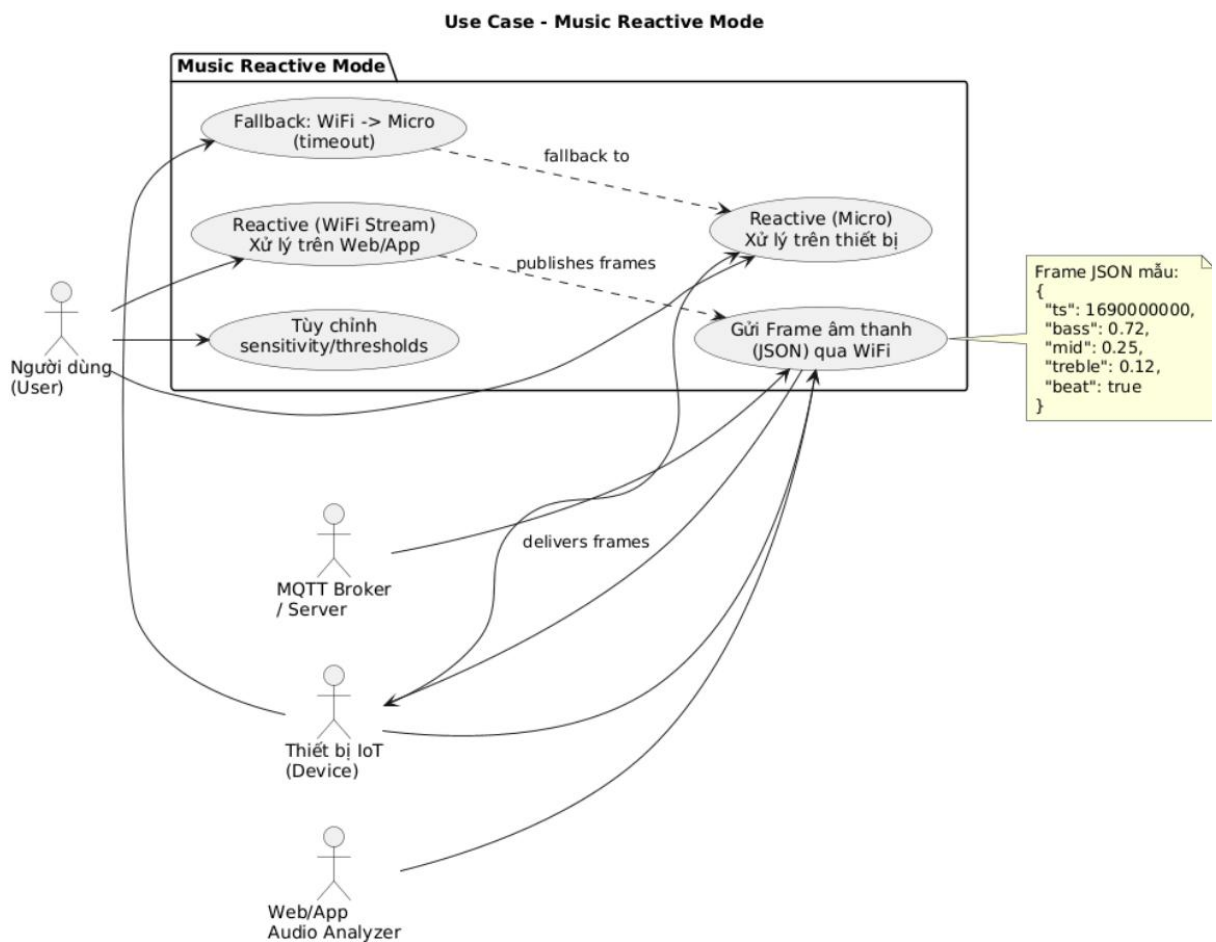 Use Case - Music Reactive Mode
Music Reactive Mode
Fallback: WiFi -> Micro
(timeout)
fallback to
Reactive (WiFi Stream)
Xử lý trên Web/App
Reactive (Micro)
Xử lý trên thiết bị
publishes frames
Tùy chỉnh
sensitivity/thresholds
Gửi Frame âm thanh
(JSON) qua WiFi
Frame JSON mẫu:
{
"ts": 1690000000,
"bass": 0.72,
"mid": 0.25,
"treble": 0.12,
"beat": true
}
Người dùng
(User)
delivers frames
MQTT Broker
/ Server
Thiết bị IoT
(Device)
Web/App
Audio Analyzer